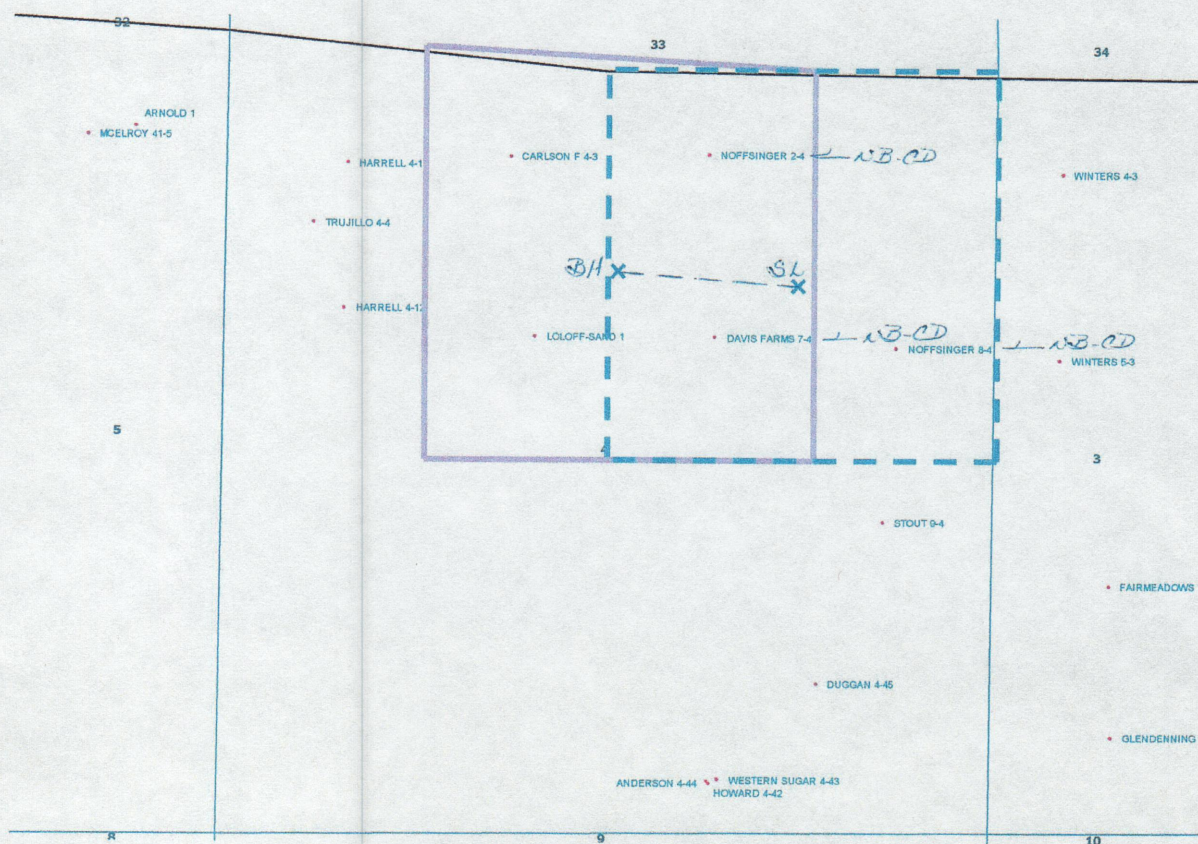 32
33
34
ARNOLD 1
MCELROY 41-5
HARRELL 4-1
CARLSON F 4-3
NOFFSINGER 2-4
NB-CD
WINTERS 4-3
TRUJILLO 4-4
BH
SL
HARRELL 4-12
LOLOFF-SAND 1
DAVIS FARMS 7-4
NB-CD
NOFFSINGER 8-4
NB-CD
WINTERS 5-3
5
4
3
STOUT 9-4
FAIRMEADOWS
DUGGAN 4-45
GLENDENNING
ANDERSON 4-44
WESTERN SUGAR 4-43
HOWARD 4-42
8
9
10